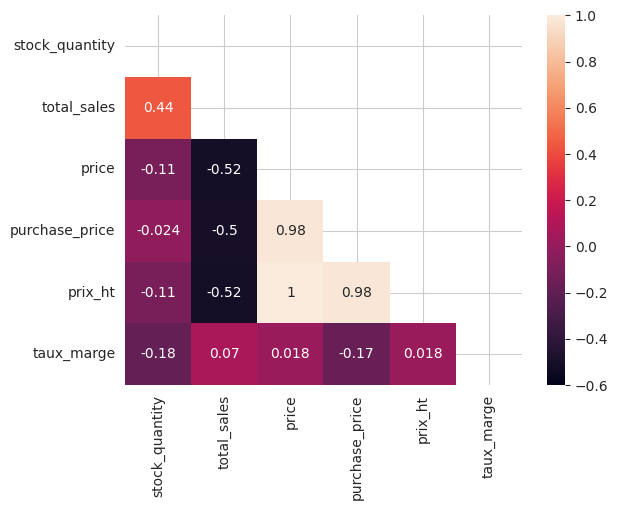 stock_quantity
total_sales 0.44
price -0.11 -0.52
purchase_price -0.024 -0.5 0.98
prix_ht -0.11 -0.52 1 0.98
taux_marge -0.18 0.07 0.018 -0.17 0.018
stock_quantity
total_sales
price
purchase_price
prix_ht
taux_marge
1.0
0.8
0.6
0.4
0.2
0.0
−0.2
−0.4
−0.6